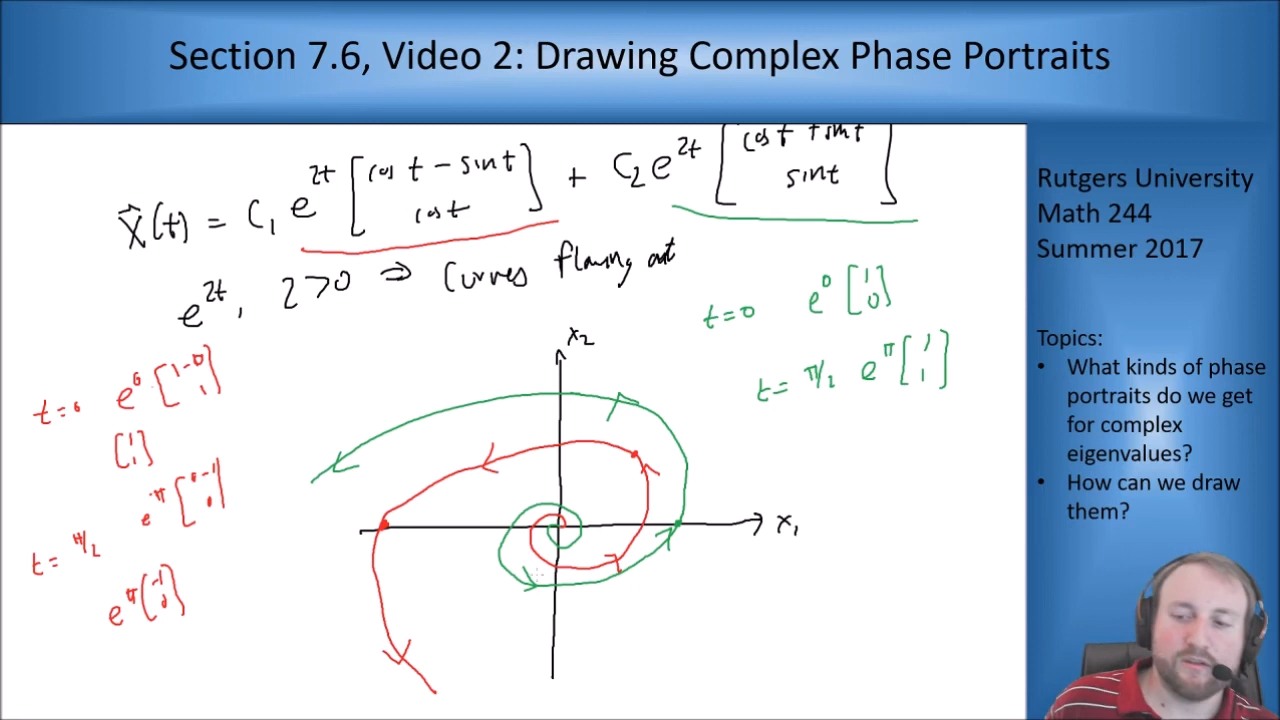 Section 7.6, Video 2: Drawing Complex Phase Portraits
Rutgers University
Math 244
Summer 2017
Topics:
• What kinds of phase
portraits do we get
for complex
eigenvalues?
• How can we draw
them?
x⃗(t) = c₁ e^{2t} [cos t - sin t; cos t] + c₂ e^{2t} [cos t + sin t; sin t]
e^{2t}, 2 > 0 ⇒ Curves flowing out
t = 0 e⁰ [1; 0]
t = π/2 e^π [1; 1]
t = 0 e⁰ [1-0; 1]
[1; 1]
t = π/2 e^π [0-1; 0]
e^π [-1; 0]
x₂
x₁